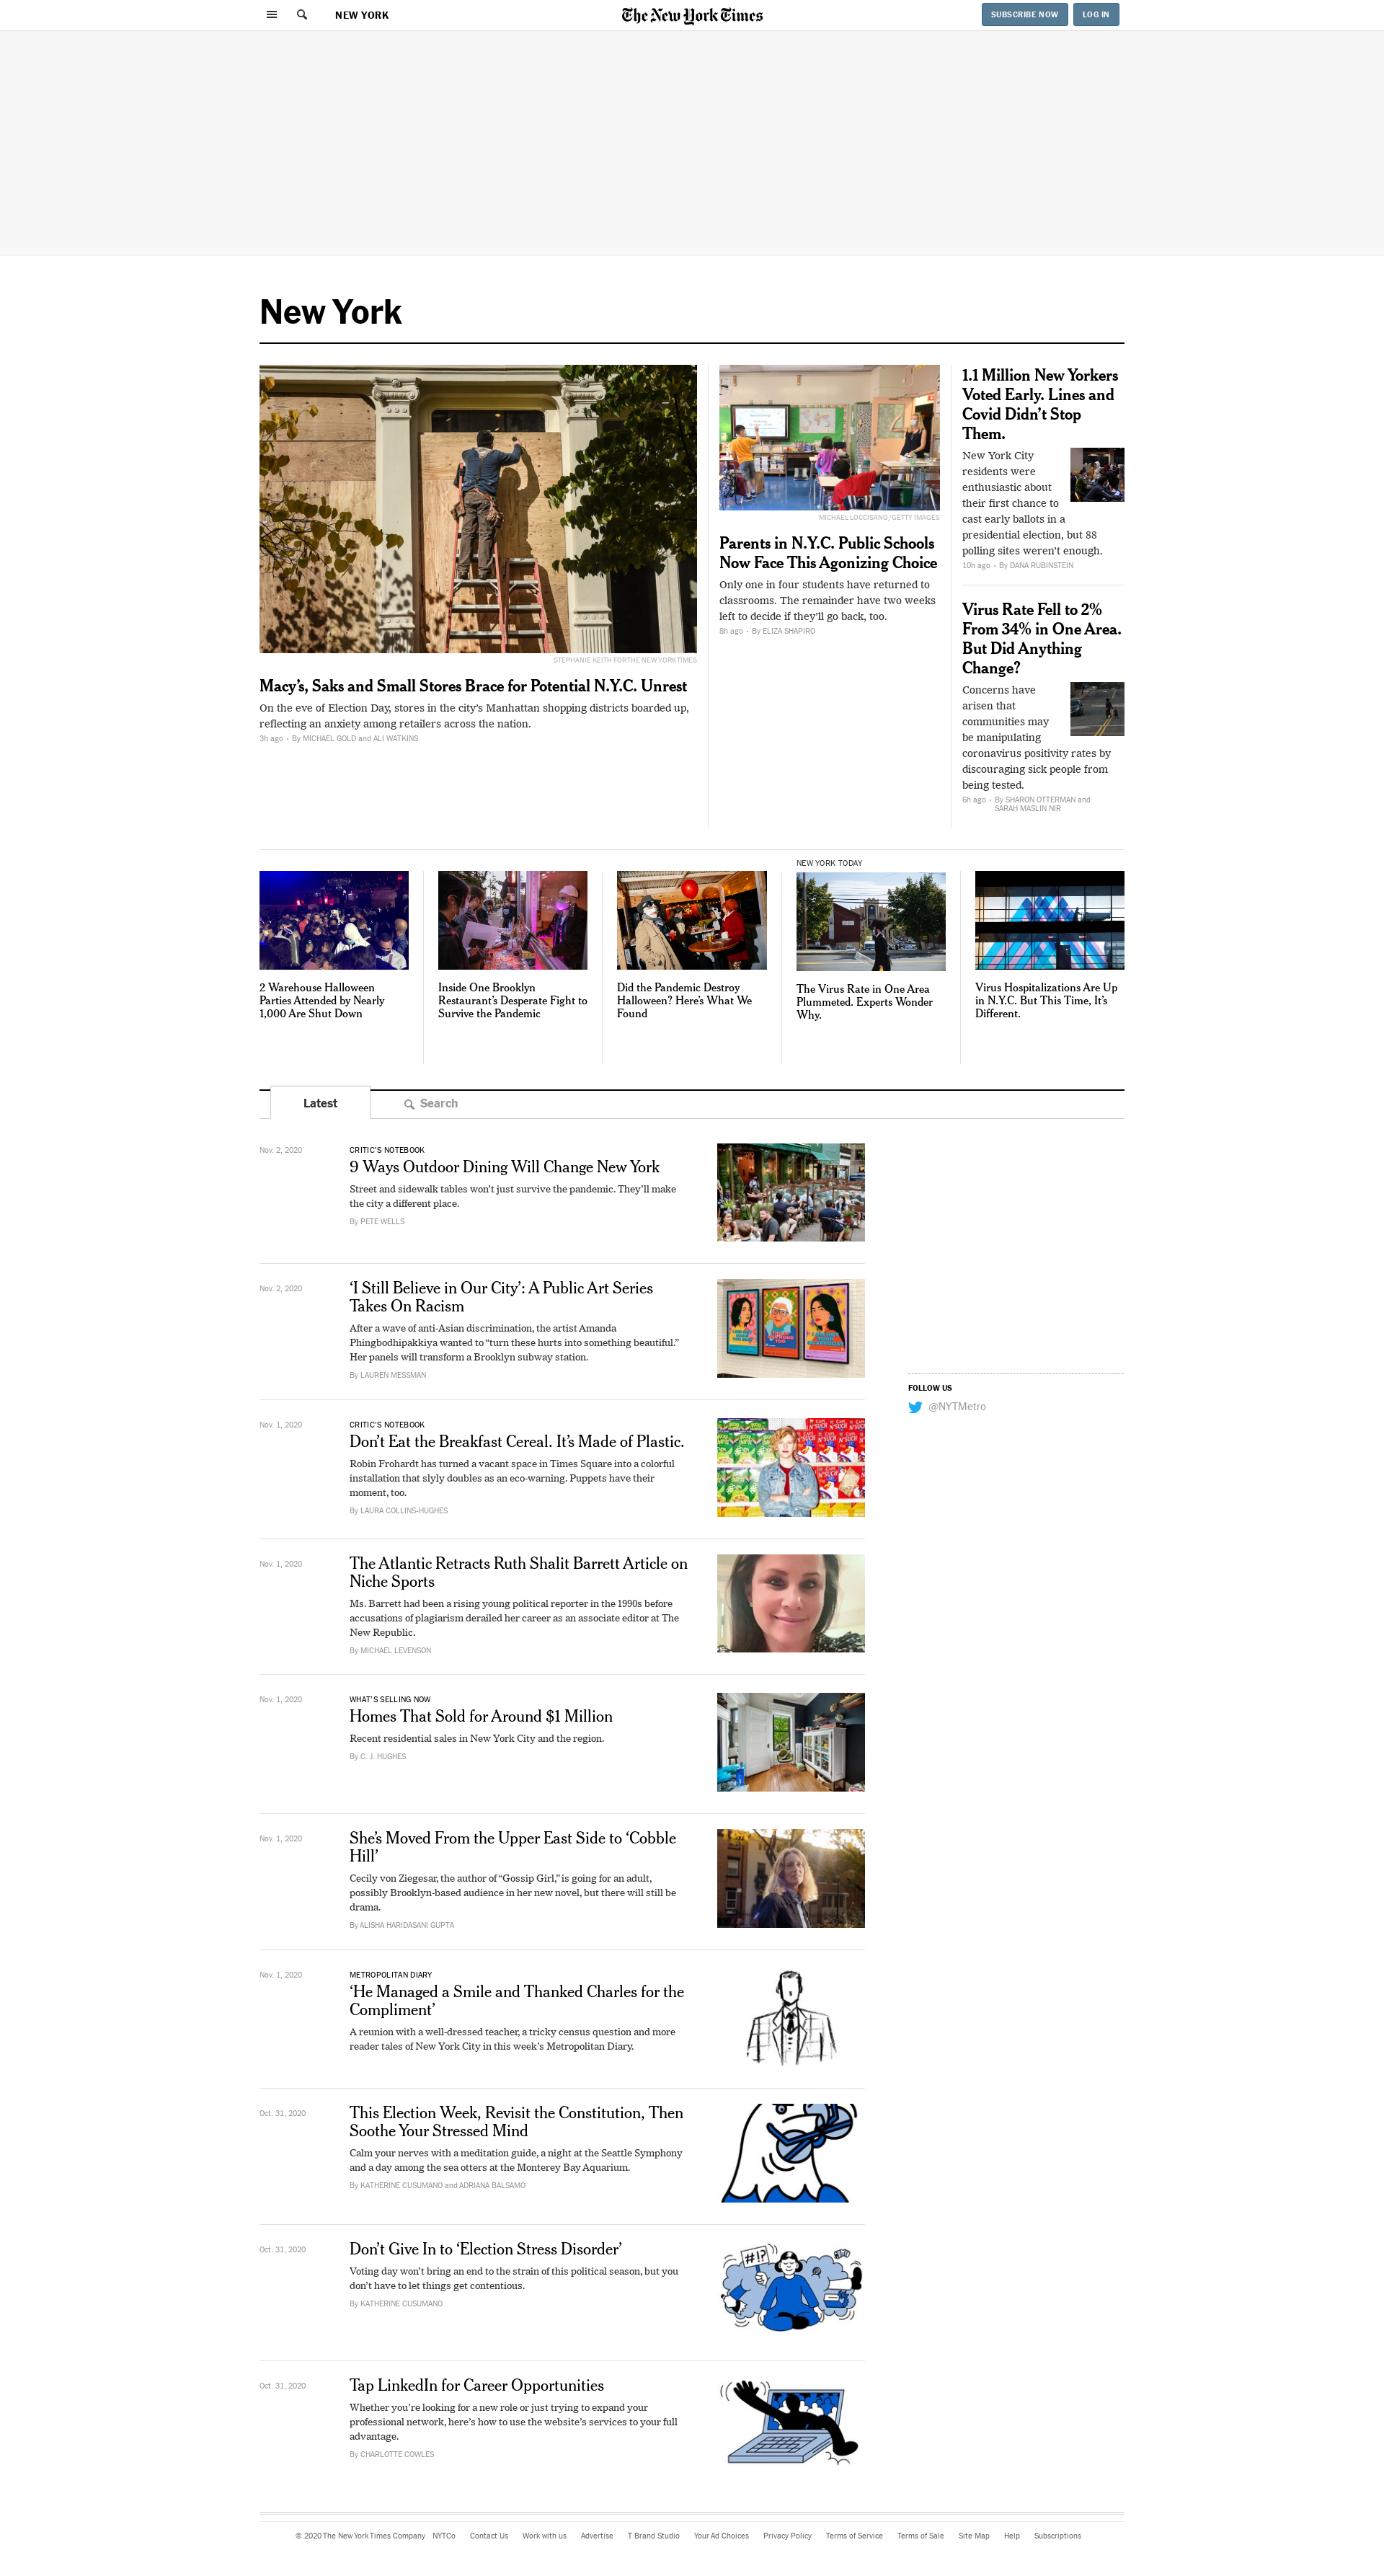 NEW YORK
The New York Times
SUBSCRIBE NOW
LOG IN
New York
STEPHANIE KEITH FOR THE NEW YORK TIMES
Macy’s, Saks and Small Stores Brace for Potential N.Y.C. Unrest
On the eve of Election Day, stores in the city’s Manhattan shopping districts boarded up,
reflecting an anxiety among retailers across the nation.
3h ago • By MICHAEL GOLD and ALI WATKINS
MICHAEL LOCCISANO/GETTY IMAGES
Parents in N.Y.C. Public Schools
Now Face This Agonizing Choice
Only one in four students have returned to
classrooms. The remainder have two weeks
left to decide if they’ll go back, too.
8h ago • By ELIZA SHAPIRO
1.1 Million New Yorkers
Voted Early. Lines and
Covid Didn’t Stop
Them.
New York City
residents were
enthusiastic about
their first chance to
cast early ballots in a
presidential election, but 88
polling sites weren’t enough.
10h ago • By DANA RUBINSTEIN
Virus Rate Fell to 2%
From 34% in One Area.
But Did Anything
Change?
Concerns have
arisen that
communities may
be manipulating
coronavirus positivity rates by
discouraging sick people from
being tested.
6h ago • By SHARON OTTERMAN and
SARAH MASLIN NIR
2 Warehouse Halloween
Parties Attended by Nearly
1,000 Are Shut Down
Inside One Brooklyn
Restaurant’s Desperate Fight to
Survive the Pandemic
Did the Pandemic Destroy
Halloween? Here’s What We
Found
NEW YORK TODAY
The Virus Rate in One Area
Plummeted. Experts Wonder
Why.
Virus Hospitalizations Are Up
in N.Y.C. But This Time, It’s
Different.
Latest
Search
Nov. 2, 2020
CRITIC’S NOTEBOOK
9 Ways Outdoor Dining Will Change New York
Street and sidewalk tables won’t just survive the pandemic. They’ll make
the city a different place.
By PETE WELLS
Nov. 2, 2020
‘I Still Believe in Our City’: A Public Art Series
Takes On Racism
After a wave of anti-Asian discrimination, the artist Amanda
Phingbodhipakkiya wanted to “turn these hurts into something beautiful.”
Her panels will transform a Brooklyn subway station.
By LAUREN MESSMAN
FOLLOW US
@NYTMetro
Nov. 1, 2020
CRITIC’S NOTEBOOK
Don’t Eat the Breakfast Cereal. It’s Made of Plastic.
Robin Frohardt has turned a vacant space in Times Square into a colorful
installation that slyly doubles as an eco-warning. Puppets have their
moment, too.
By LAURA COLLINS-HUGHES
Nov. 1, 2020
The Atlantic Retracts Ruth Shalit Barrett Article on
Niche Sports
Ms. Barrett had been a rising young political reporter in the 1990s before
accusations of plagiarism derailed her career as an associate editor at The
New Republic.
By MICHAEL LEVENSON
Nov. 1, 2020
WHAT’S SELLING NOW
Homes That Sold for Around $1 Million
Recent residential sales in New York City and the region.
By C. J. HUGHES
Nov. 1, 2020
She’s Moved From the Upper East Side to ‘Cobble
Hill’
Cecily von Ziegesar, the author of “Gossip Girl,” is going for an adult,
possibly Brooklyn-based audience in her new novel, but there will still be
drama.
By ALISHA HARIDASANI GUPTA
Nov. 1, 2020
METROPOLITAN DIARY
‘He Managed a Smile and Thanked Charles for the
Compliment’
A reunion with a well-dressed teacher, a tricky census question and more
reader tales of New York City in this week’s Metropolitan Diary.
Oct. 31, 2020
This Election Week, Revisit the Constitution, Then
Soothe Your Stressed Mind
Calm your nerves with a meditation guide, a night at the Seattle Symphony
and a day among the sea otters at the Monterey Bay Aquarium.
By KATHERINE CUSUMANO and ADRIANA BALSAMO
Oct. 31, 2020
Don’t Give In to ‘Election Stress Disorder’
Voting day won’t bring an end to the strain of this political season, but you
don’t have to let things get contentious.
By KATHERINE CUSUMANO
#!?
Oct. 31, 2020
Tap LinkedIn for Career Opportunities
Whether you’re looking for a new role or just trying to expand your
professional network, here’s how to use the website’s services to your full
advantage.
By CHARLOTTE COWLES
© 2020 The New York Times Company NYTCo Contact Us Work with us Advertise T Brand Studio Your Ad Choices Privacy Policy Terms of Service Terms of Sale Site Map Help Subscriptions